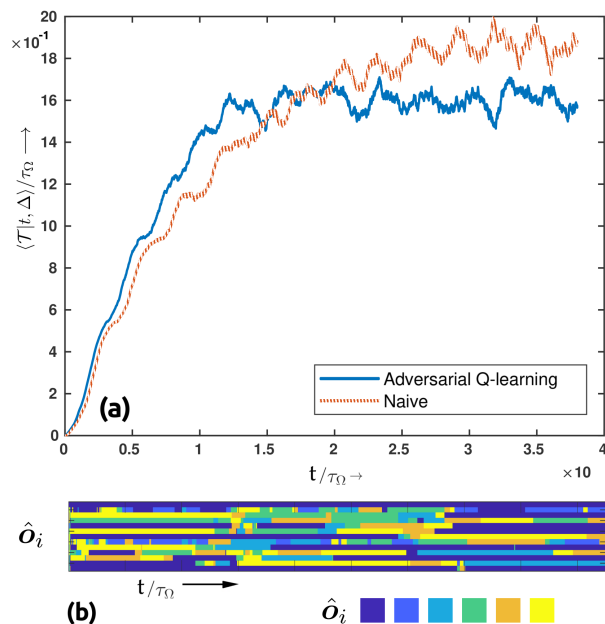 20
×10⁻¹
18
16
14
12
10
8
6
4
2
0
⟨𝒯|t, Δ⟩/τ_Ω ⟶
(a)
Adversarial Q-learning
Naive
0 0.5 1 1.5 2 2.5 3 3.5 4
t/τ_Ω →
×10
ô_i
t/τ_Ω ⟶
(b)
ô_i